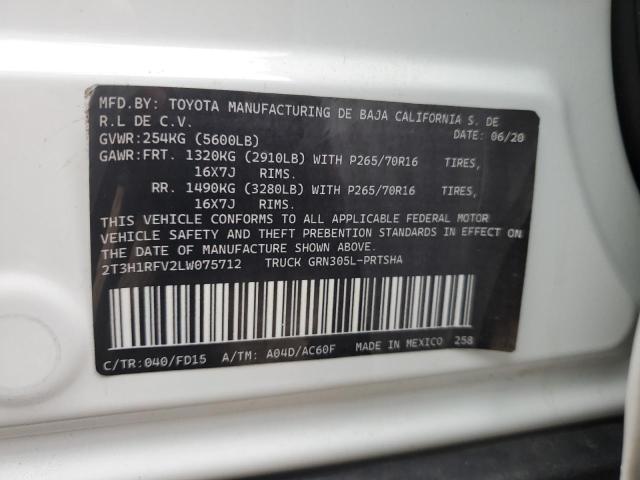 MFD.BY: TOYOTA MANUFACTURING DE BAJA CALIFORNIA S. DE
R.L DE C.V. DATE: 06/20
GVWR:254KG (5600LB)
GAWR:FRT. 1320KG (2910LB) WITH P265/70R16 TIRES,
16X7J RIMS.
RR. 1490KG (3280LB) WITH P265/70R16 TIRES,
16X7J RIMS.
THIS VEHICLE CONFORMS TO ALL APPLICABLE FEDERAL MOTOR
VEHICLE SAFETY AND THEFT PREBENTION STANDARDS IN EFFECT ON
THE DATE OF MANUFACTURE SHOWN ABOVE.
2T3H1RFV2LW075712 TRUCK GRN305L-PRTSHA
C/TR:040/FD15 A/TM: A04D/AC60F MADE IN MEXICO 258